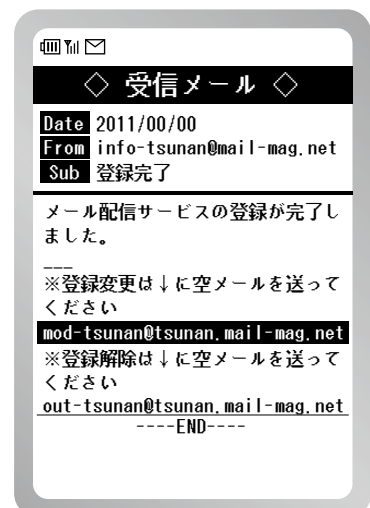 ◇ 受信メール ◇
Date 2011/00/00
From info-tsunan@mail-mag.net
Sub 登録完了
メール配信サービスの登録が完了し
ました。
___
※登録変更は↓に空メールを送って
ください
mod-tsunan@tsunan.mail-mag.net
※登録解除は↓に空メールを送って
ください
out-tsunan@tsunan.mail-mag.net
----END----